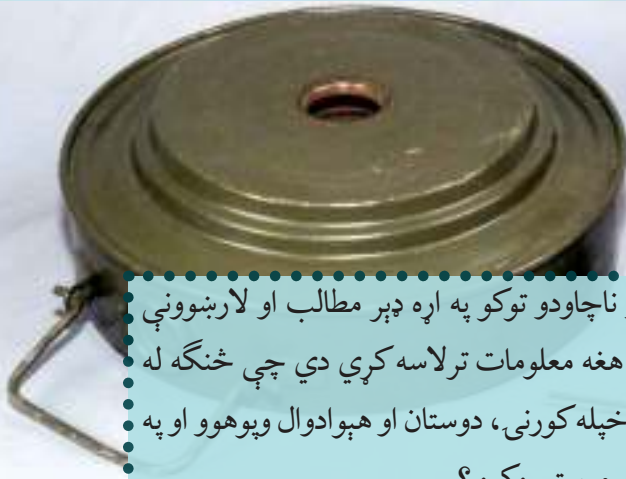 ناچاودو توکو په اړه ډېر مطالب او لارښوونې
هغه معلومات ترلاسه کړي دي چې څنګه له
خپله کورنۍ، دوستان او هېوادوال وپوهوو او په